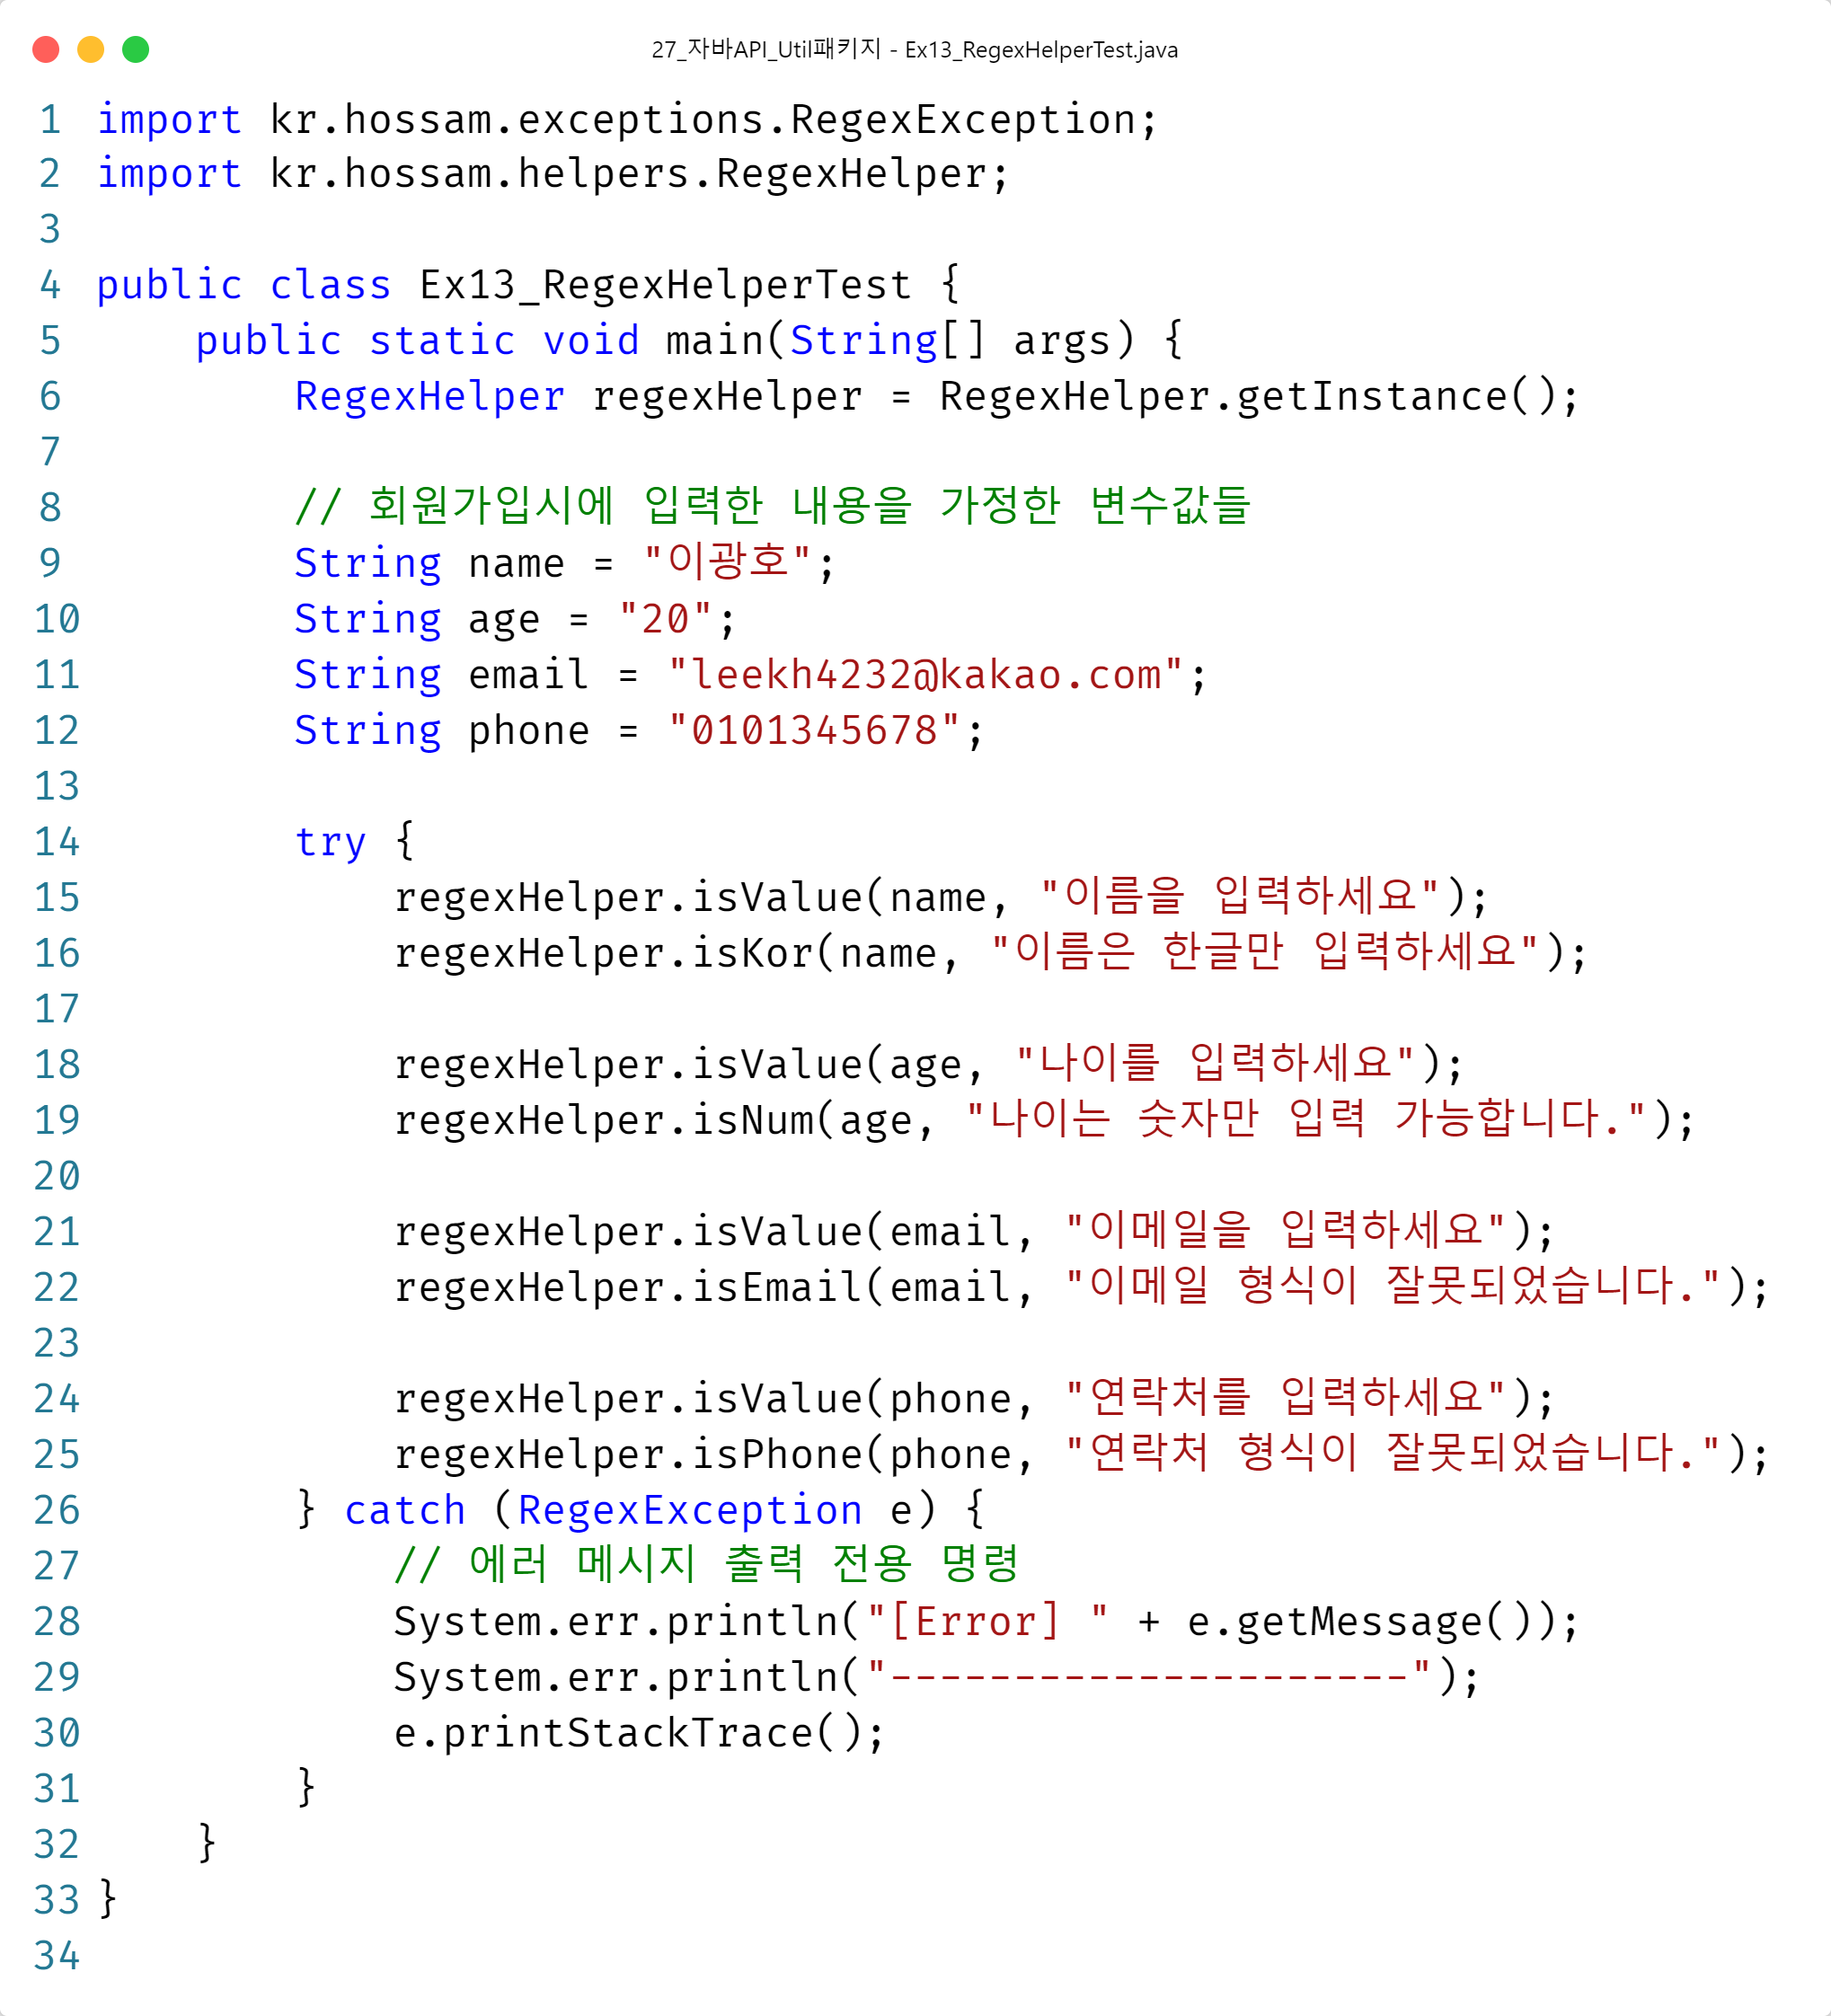 27_자바API_Util패키지 - Ex13_RegexHelperTest.java
1 import kr.hossam.exceptions.RegexException;
2 import kr.hossam.helpers.RegexHelper;
3
4 public class Ex13_RegexHelperTest {
5     public static void main(String[] args) {
6         RegexHelper regexHelper = RegexHelper.getInstance();
7
8         // 회원가입시에 입력한 내용을 가정한 변수값들
9         String name = "이광호";
10         String age = "20";
11         String email = "leekh4232@kakao.com";
12         String phone = "0101345678";
13
14         try {
15             regexHelper.isValue(name, "이름을 입력하세요");
16             regexHelper.isKor(name, "이름은 한글만 입력하세요");
17
18             regexHelper.isValue(age, "나이를 입력하세요");
19             regexHelper.isNum(age, "나이는 숫자만 입력 가능합니다.");
20
21             regexHelper.isValue(email, "이메일을 입력하세요");
22             regexHelper.isEmail(email, "이메일 형식이 잘못되었습니다.");
23
24             regexHelper.isValue(phone, "연락처를 입력하세요");
25             regexHelper.isPhone(phone, "연락처 형식이 잘못되었습니다.");
26         } catch (RegexException e) {
27             // 에러 메시지 출력 전용 명령
28             System.err.println("[Error] " + e.getMessage());
29             System.err.println("---------------------");
30             e.printStackTrace();
31         }
32     }
33 }
34